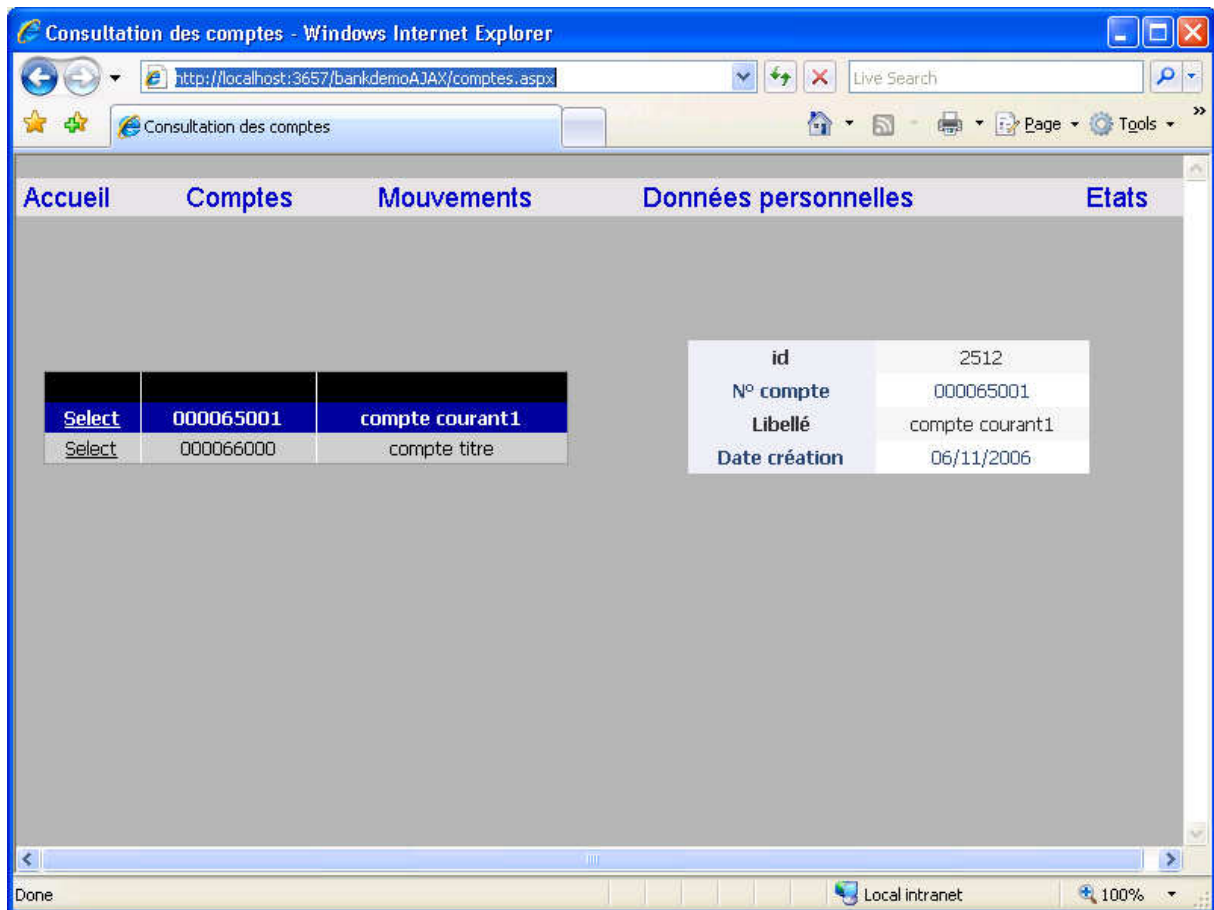 Consultation des comptes - Windows Internet Explorer
http://localhost:3657/bankdemoAJAX/comptes.aspx
Live Search
Consultation des comptes
Page
Tools
»
Accueil Comptes Mouvements Données personnelles Etats
Select 000065001 compte courant1
Select 000066000 compte titre
id 2512
Nº compte 000065001
Libellé compte courant1
Date création 06/11/2006
Done Local intranet 100%